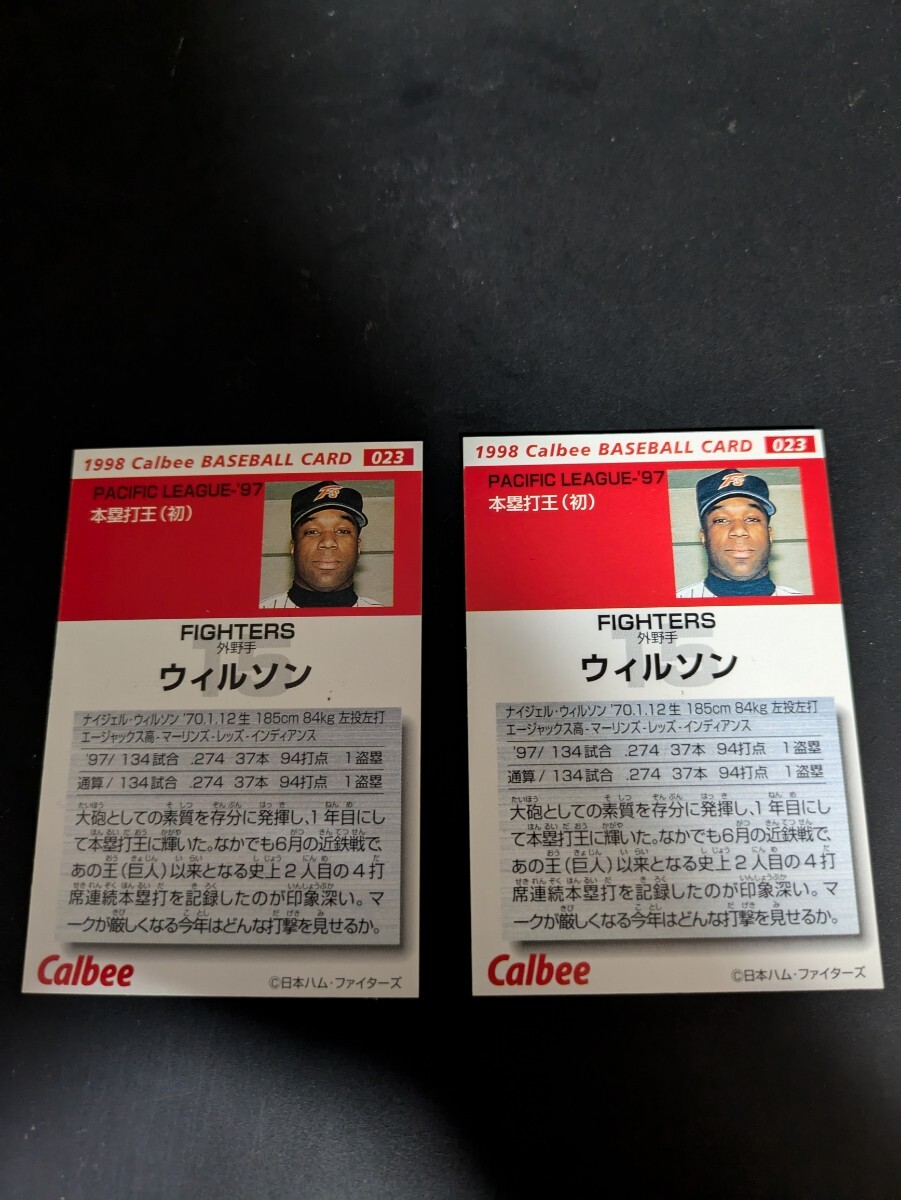 1998 Calbee BASEBALL CARD 023
PACIFIC LEAGUE-'97
本塁打王(初)
FIGHTERS
15
外野手
ウィルソン
ナイジェル・ウィルソン '70.1.12生 185cm 84kg 左投左打
エージャックス高-マーリンズ-レッズ-インディアンス
'97/134試合 .274 37本 94打点 1盗塁
通算/134試合 .274 37本 94打点 1盗塁
大砲としての素質を存分に発揮し、1年目にし
て本塁打王に輝いた。なかでも6月の近鉄戦で、
あの王(巨人)以来となる史上2人目の4打
席連続本塁打を記録したのが印象深い。マ
ークが厳しくなる今年はどんな打撃を見せるか。
Calbee
©日本ハム・ファイターズ
1998 Calbee BASEBALL CARD 023
PACIFIC LEAGUE-'97
本塁打王(初)
FIGHTERS
15
外野手
ウィルソン
ナイジェル・ウィルソン '70.1.12生 185cm 84kg 左投左打
エージャックス高-マーリンズ-レッズ-インディアンス
'97/134試合 .274 37本 94打点 1盗塁
通算/134試合 .274 37本 94打点 1盗塁
大砲としての素質を存分に発揮し、1年目にし
て本塁打王に輝いた。なかでも6月の近鉄戦で、
あの王(巨人)以来となる史上2人目の4打
席連続本塁打を記録したのが印象深い。マ
ークが厳しくなる今年はどんな打撃を見せるか。
Calbee
©日本ハム・ファイターズ